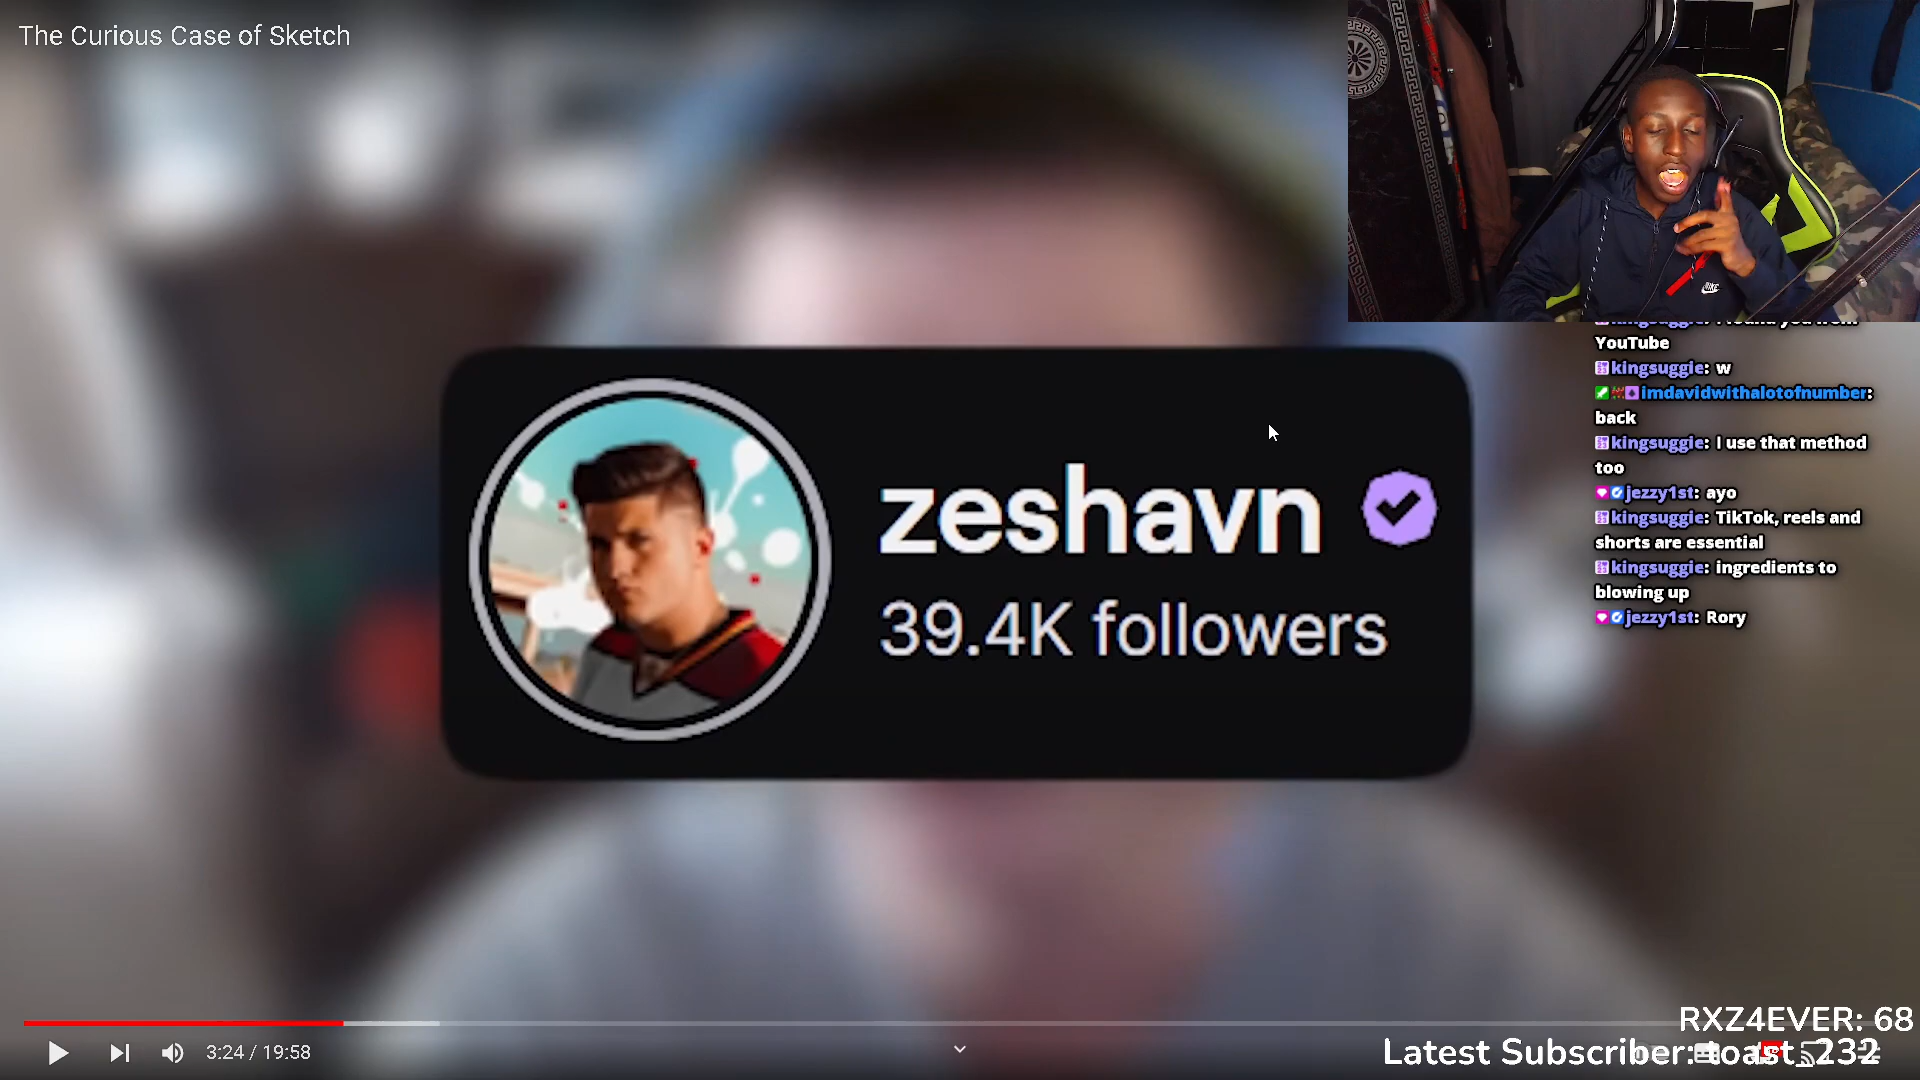 The Curious Case of Sketch
zeshavn
39.4K followers
YouTube
kingsuggie: w
imdavidwithalotofnumber:
back
kingsuggie: I use that method
too
jezzy1st: ayo
kingsuggie: TikTok, reels and
shorts are essential
kingsuggie: ingredients to
blowing up
jezzy1st: Rory
NIKE
3:24 / 19:58
RXZ4EVER: 68
Latest Subscriber: toast_232